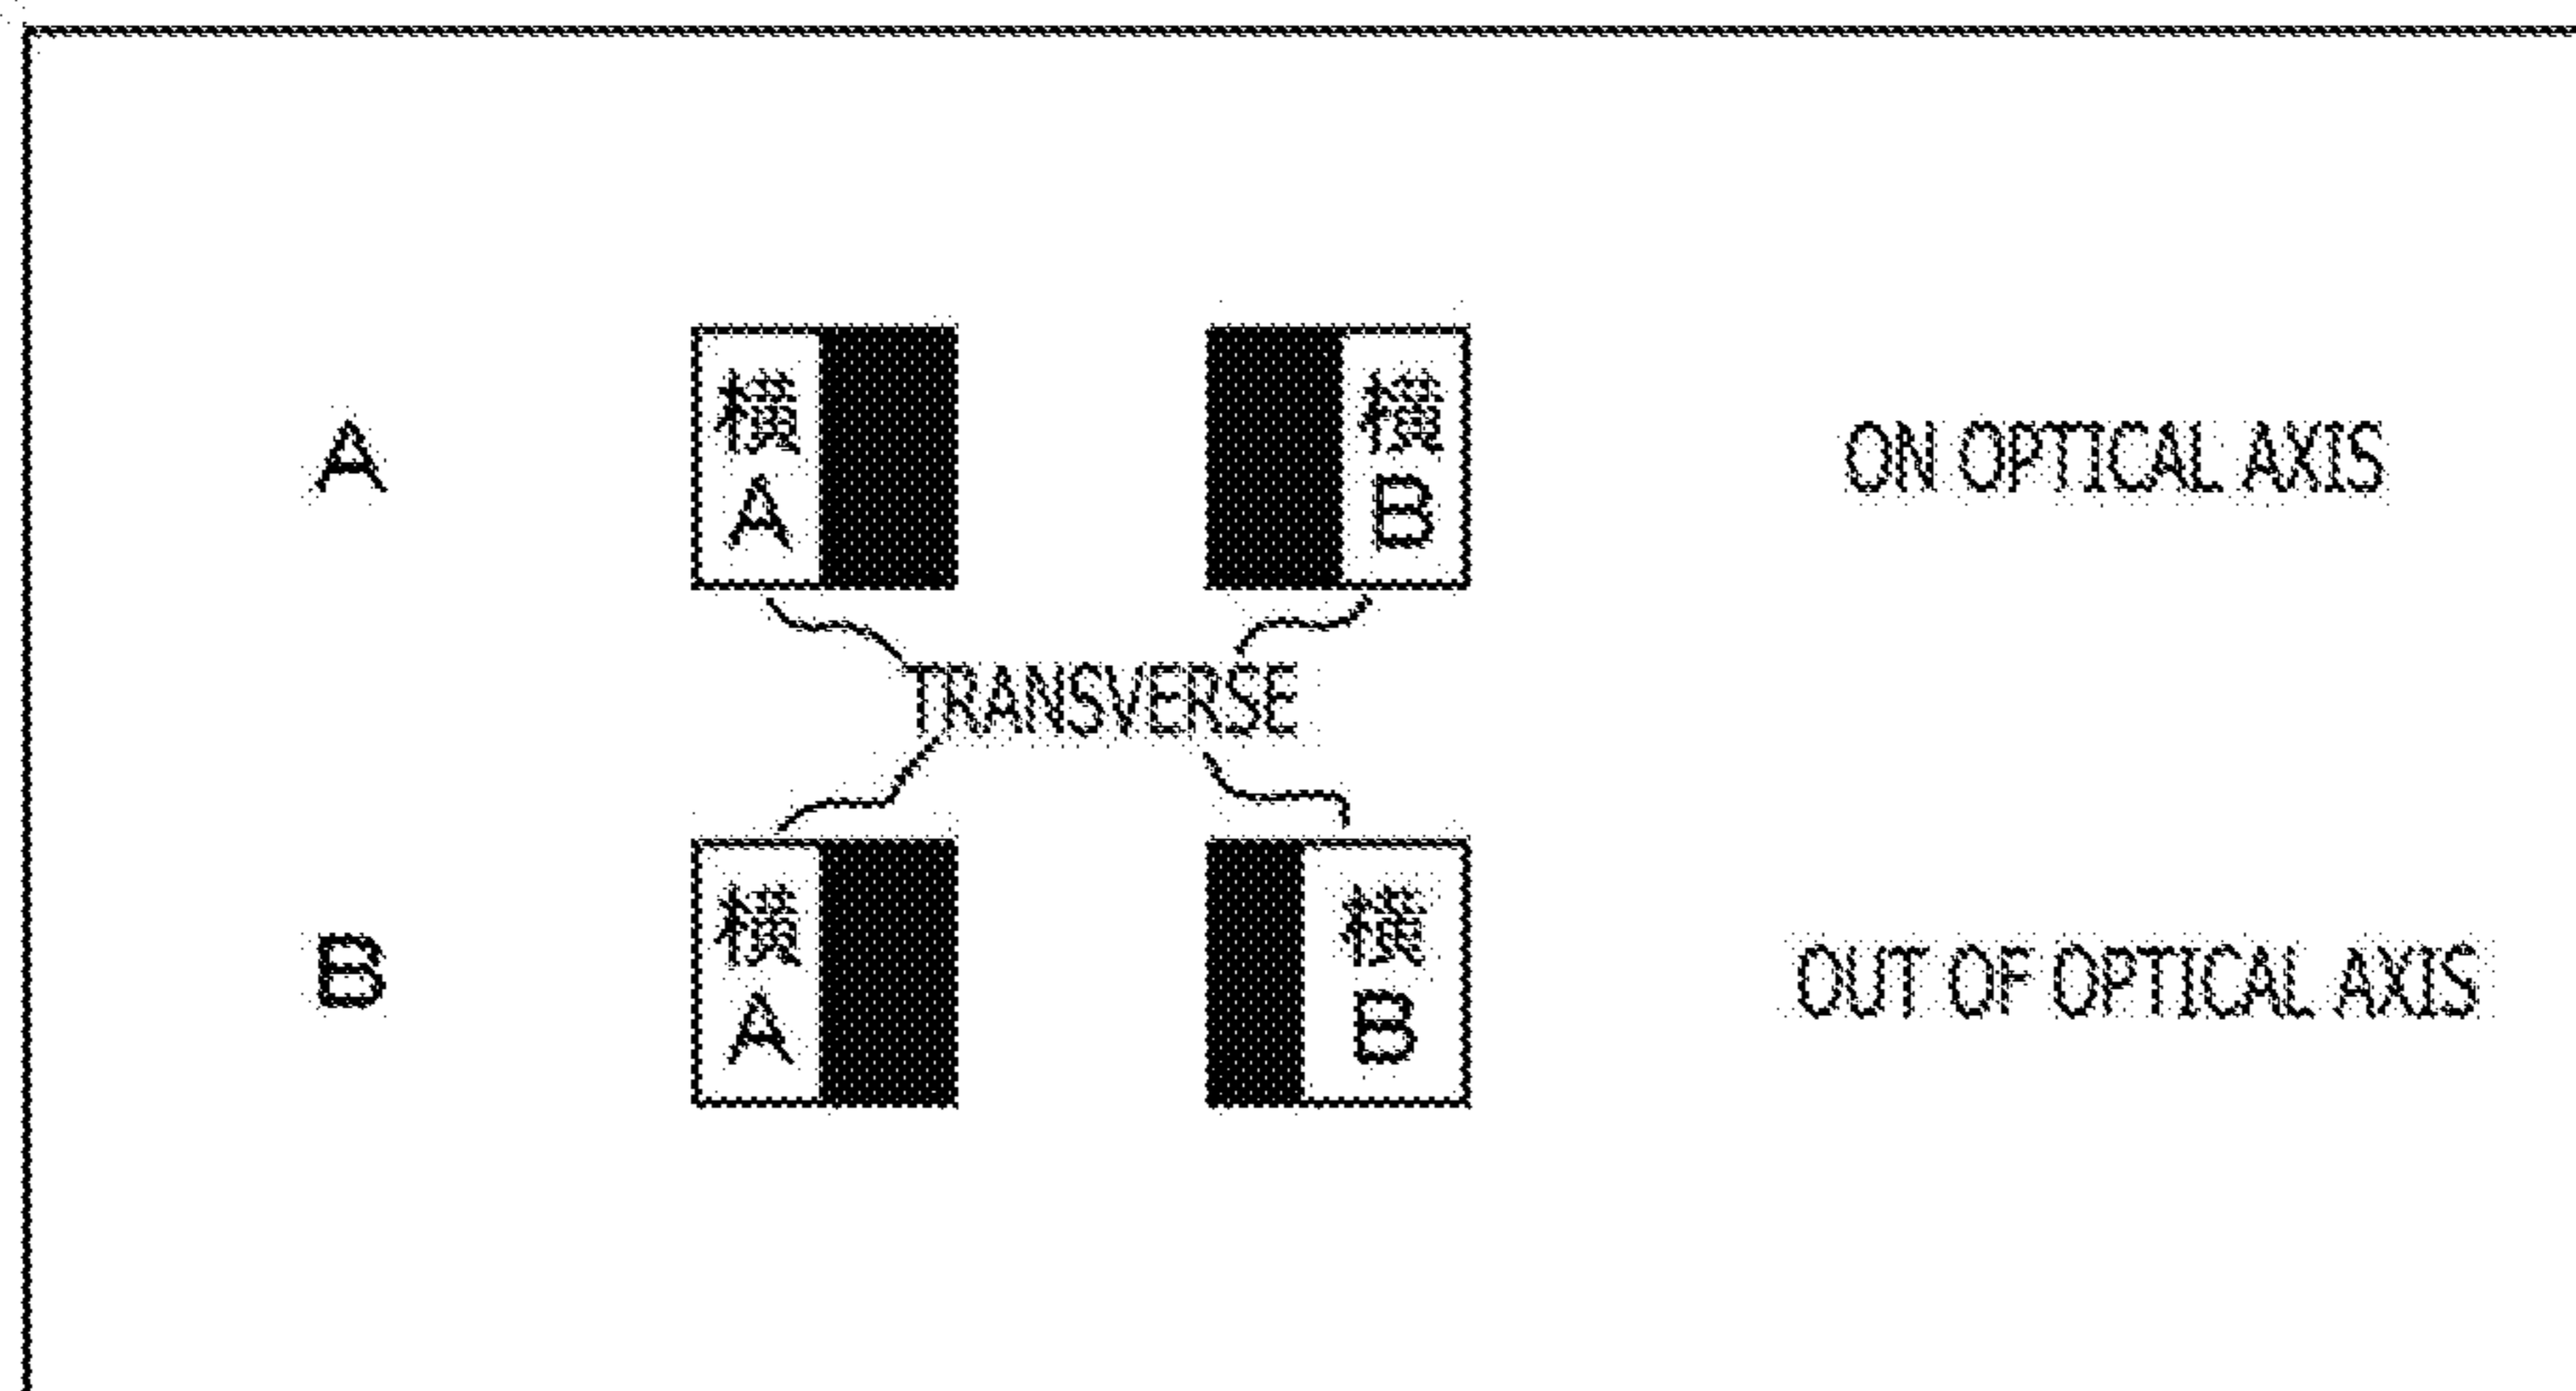 A
横
A
横
B
ON OPTICAL AXIS
TRANSVERSE
B
横
A
横
B
OUT OF OPTICAL AXIS